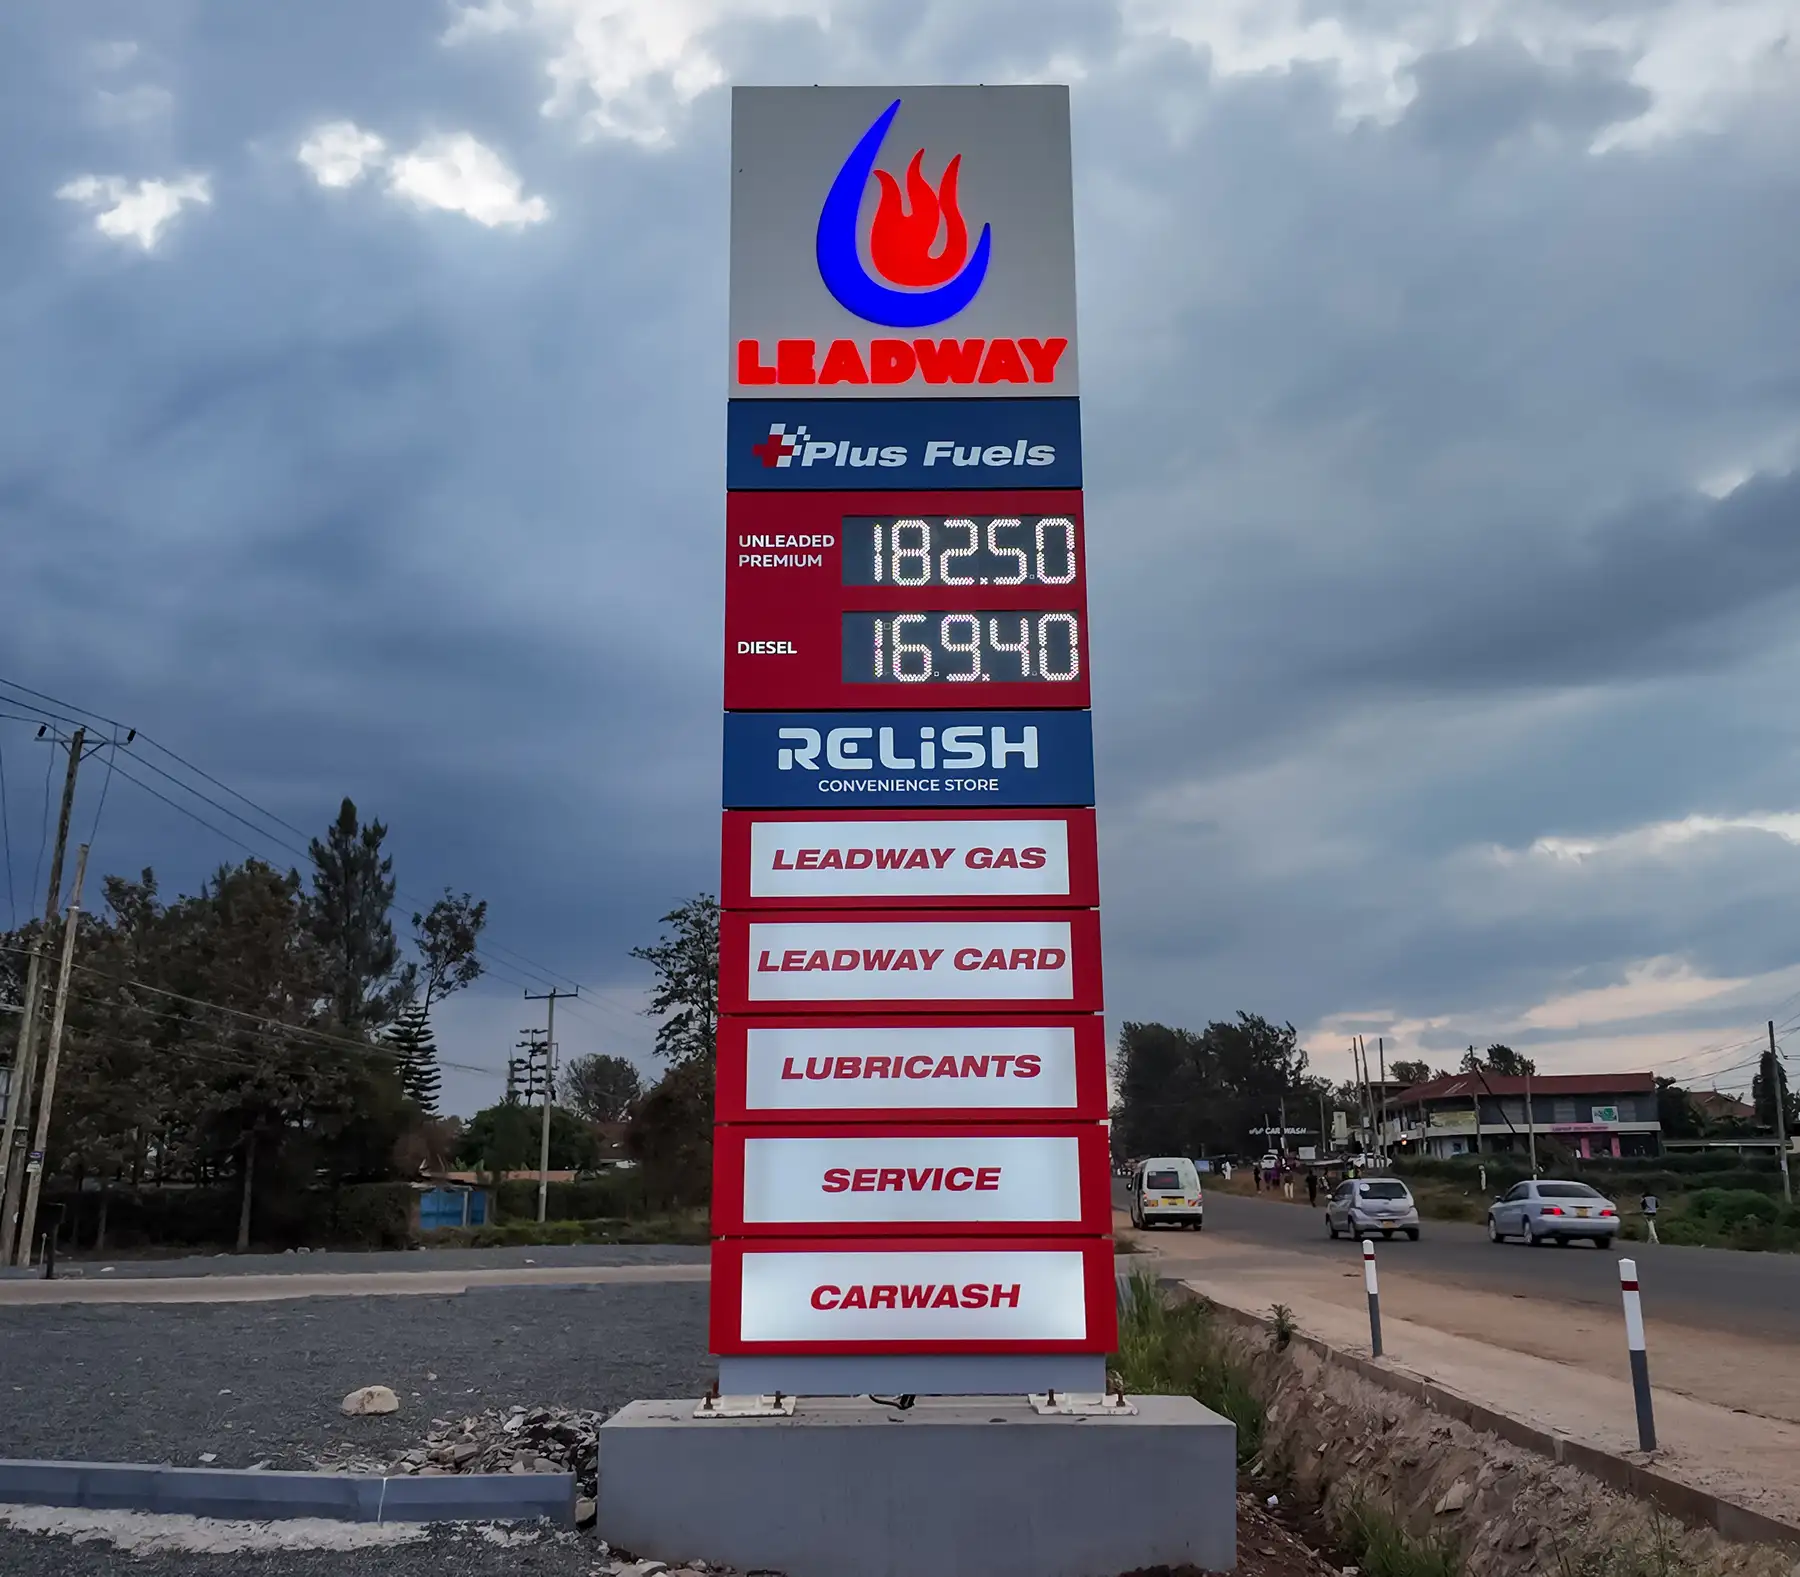 LEADWAY
Plus Fuels
UNLEADED
PREMIUM
182.50
DIESEL
169.40
RELiSH
CONVENIENCE STORE
LEADWAY GAS
LEADWAY CARD
LUBRICANTS
SERVICE
CARWASH
CARWASH